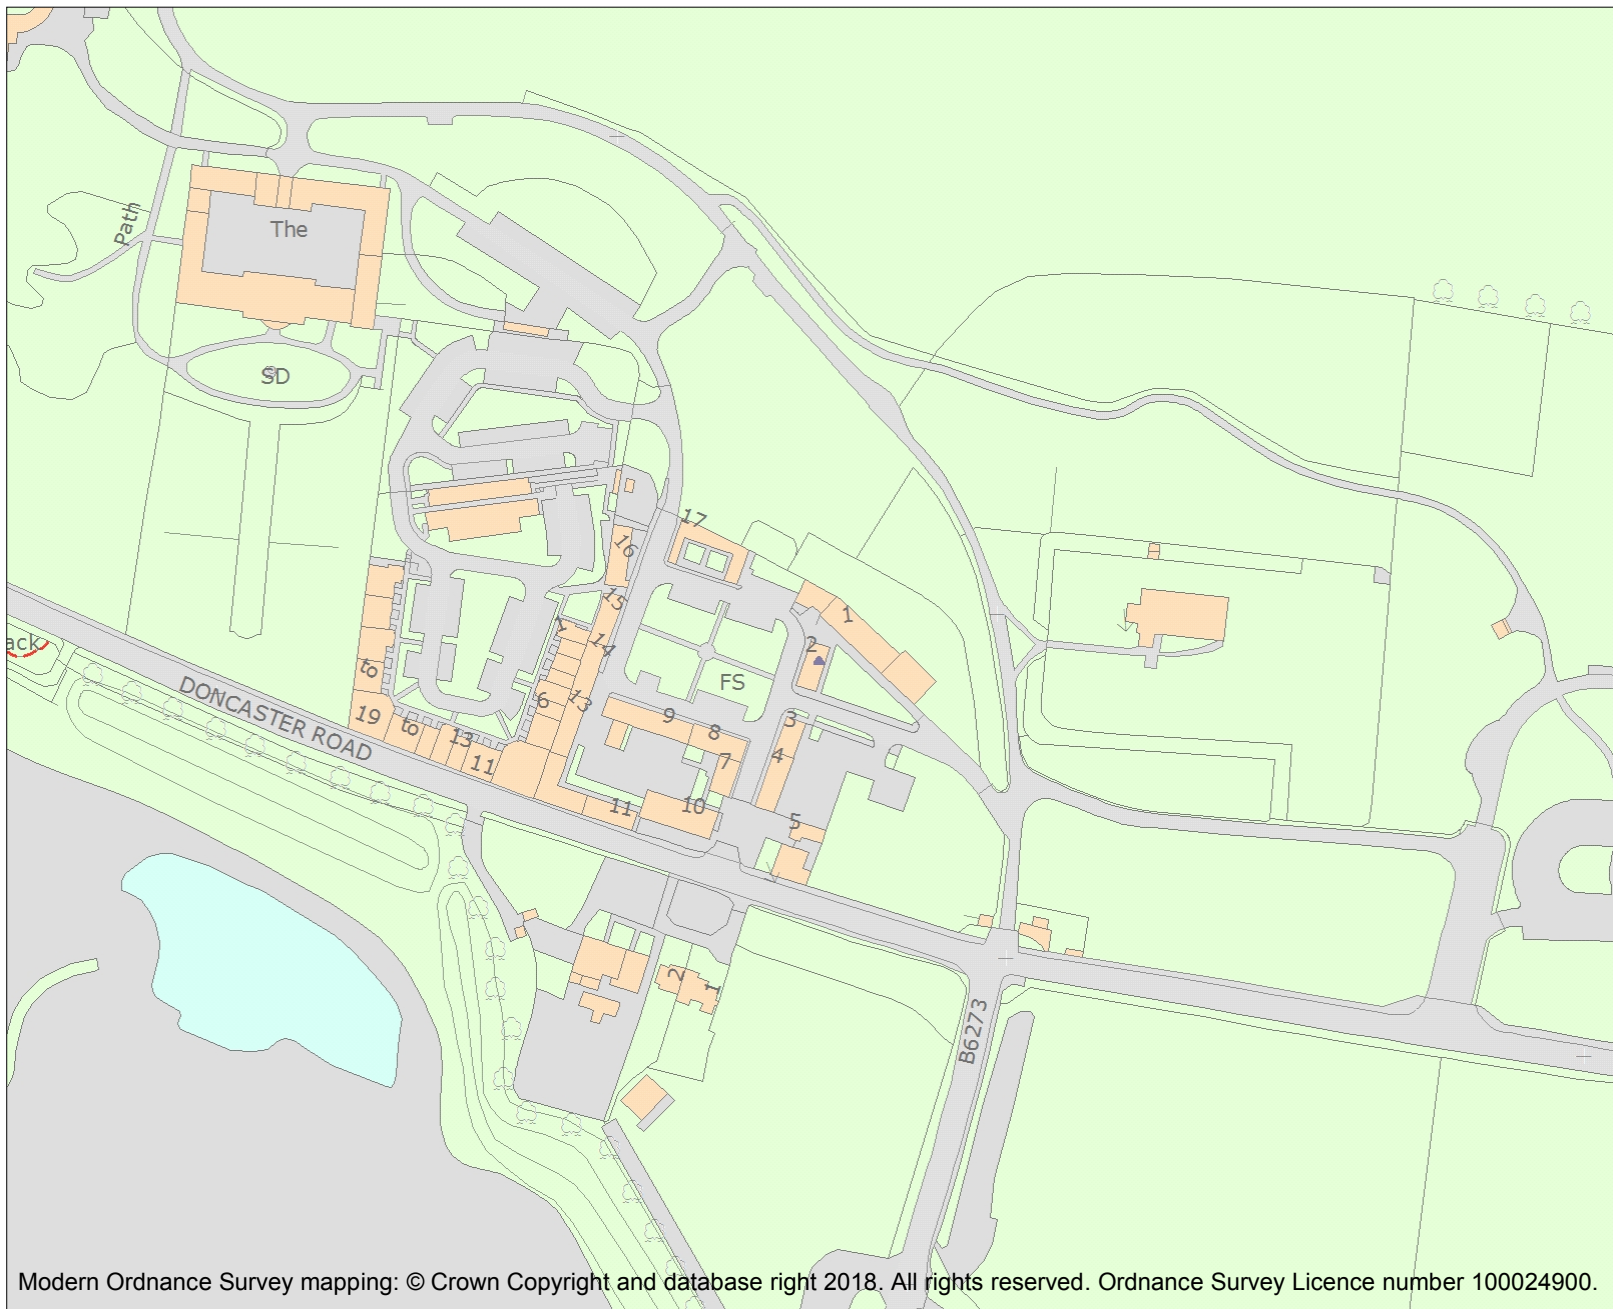 The
Path
SD
17
16
15
14
13
1
1
2
FS
6
9
8
7
3
4
to
19
to
13
11
11
10
5
ack
DONCASTER ROAD
2
1
B6273
Modern Ordnance Survey mapping: © Crown Copyright and database right 2018. All rights reserved. Ordnance Survey Licence number 100024900.